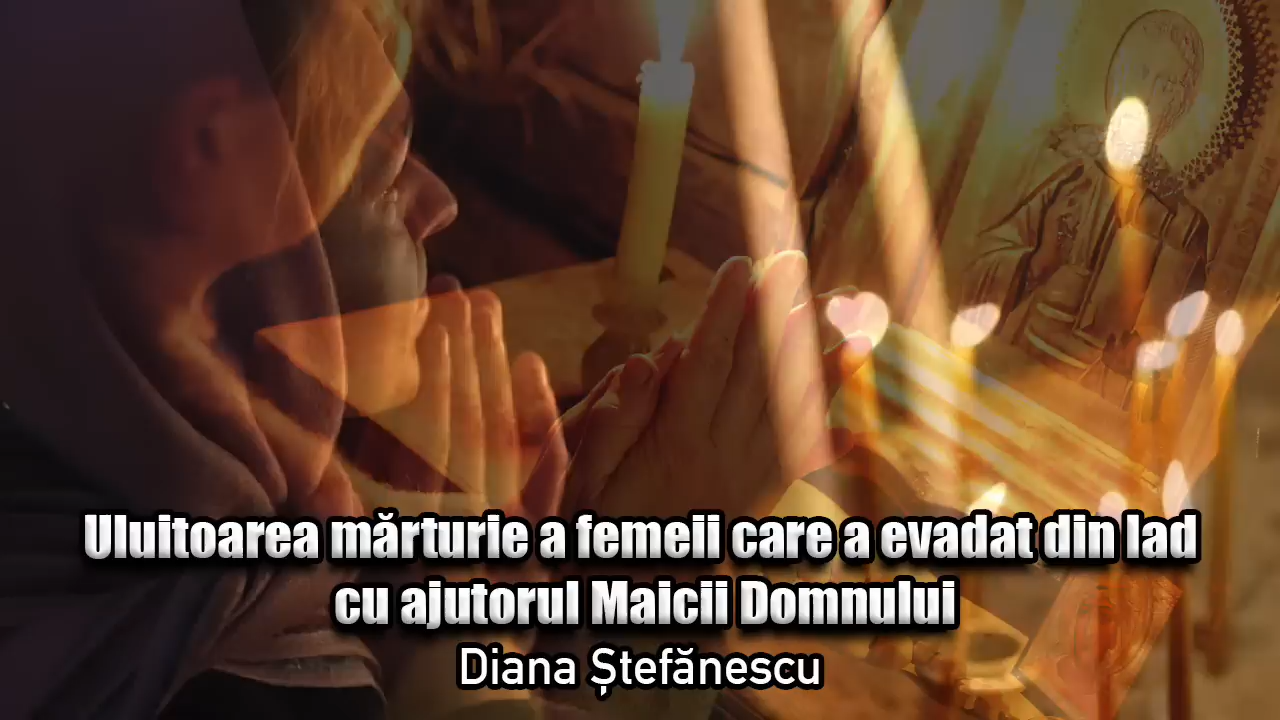 Uluitoarea mărturie a femeii care a evadat din Iad
cu ajutorul Maicii Domnului
Diana Ștefănescu